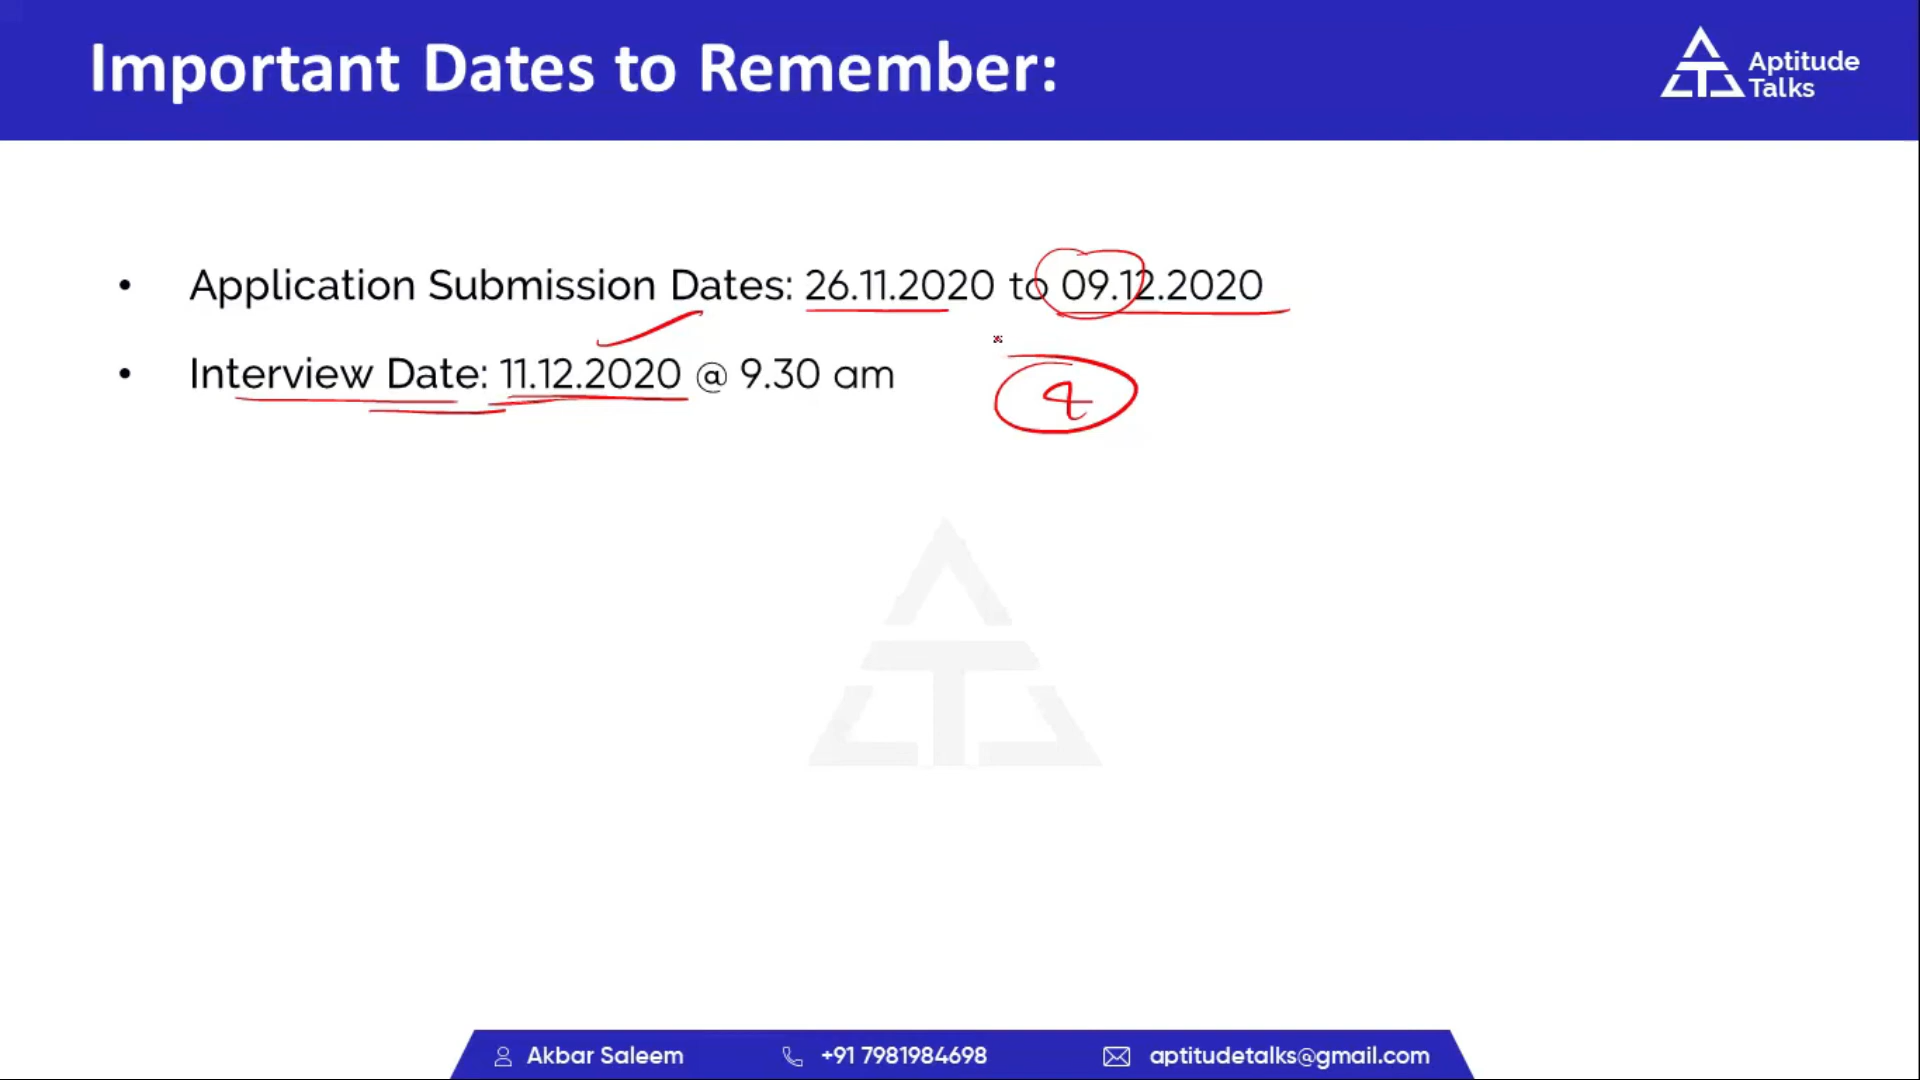 Important Dates to Remember:
Aptitude
Talks
• Application Submission Dates: 26.11.2020 to 09.12.2020
• Interview Date: 11.12.2020 @ 9.30 am
Akbar Saleem +91 7981984698 aptitudetalks@gmail.com